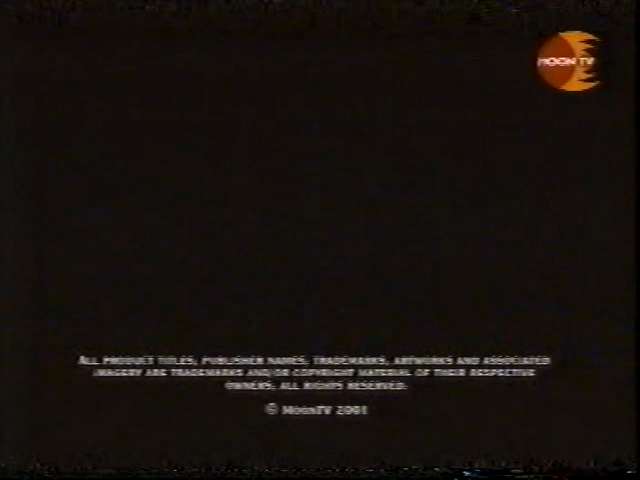 MOON TV
ALL PRODUCT TITLES, PUBLISHER NAMES, TRADEMARKS, ARTWORKS AND ASSOCIATED
IMAGERY ARE TRADEMARKS AND/OR COPYRIGHT MATERIAL OF THEIR RESPECTIVE
OWNERS. ALL RIGHTS RESERVED.
© MOONTV 2001